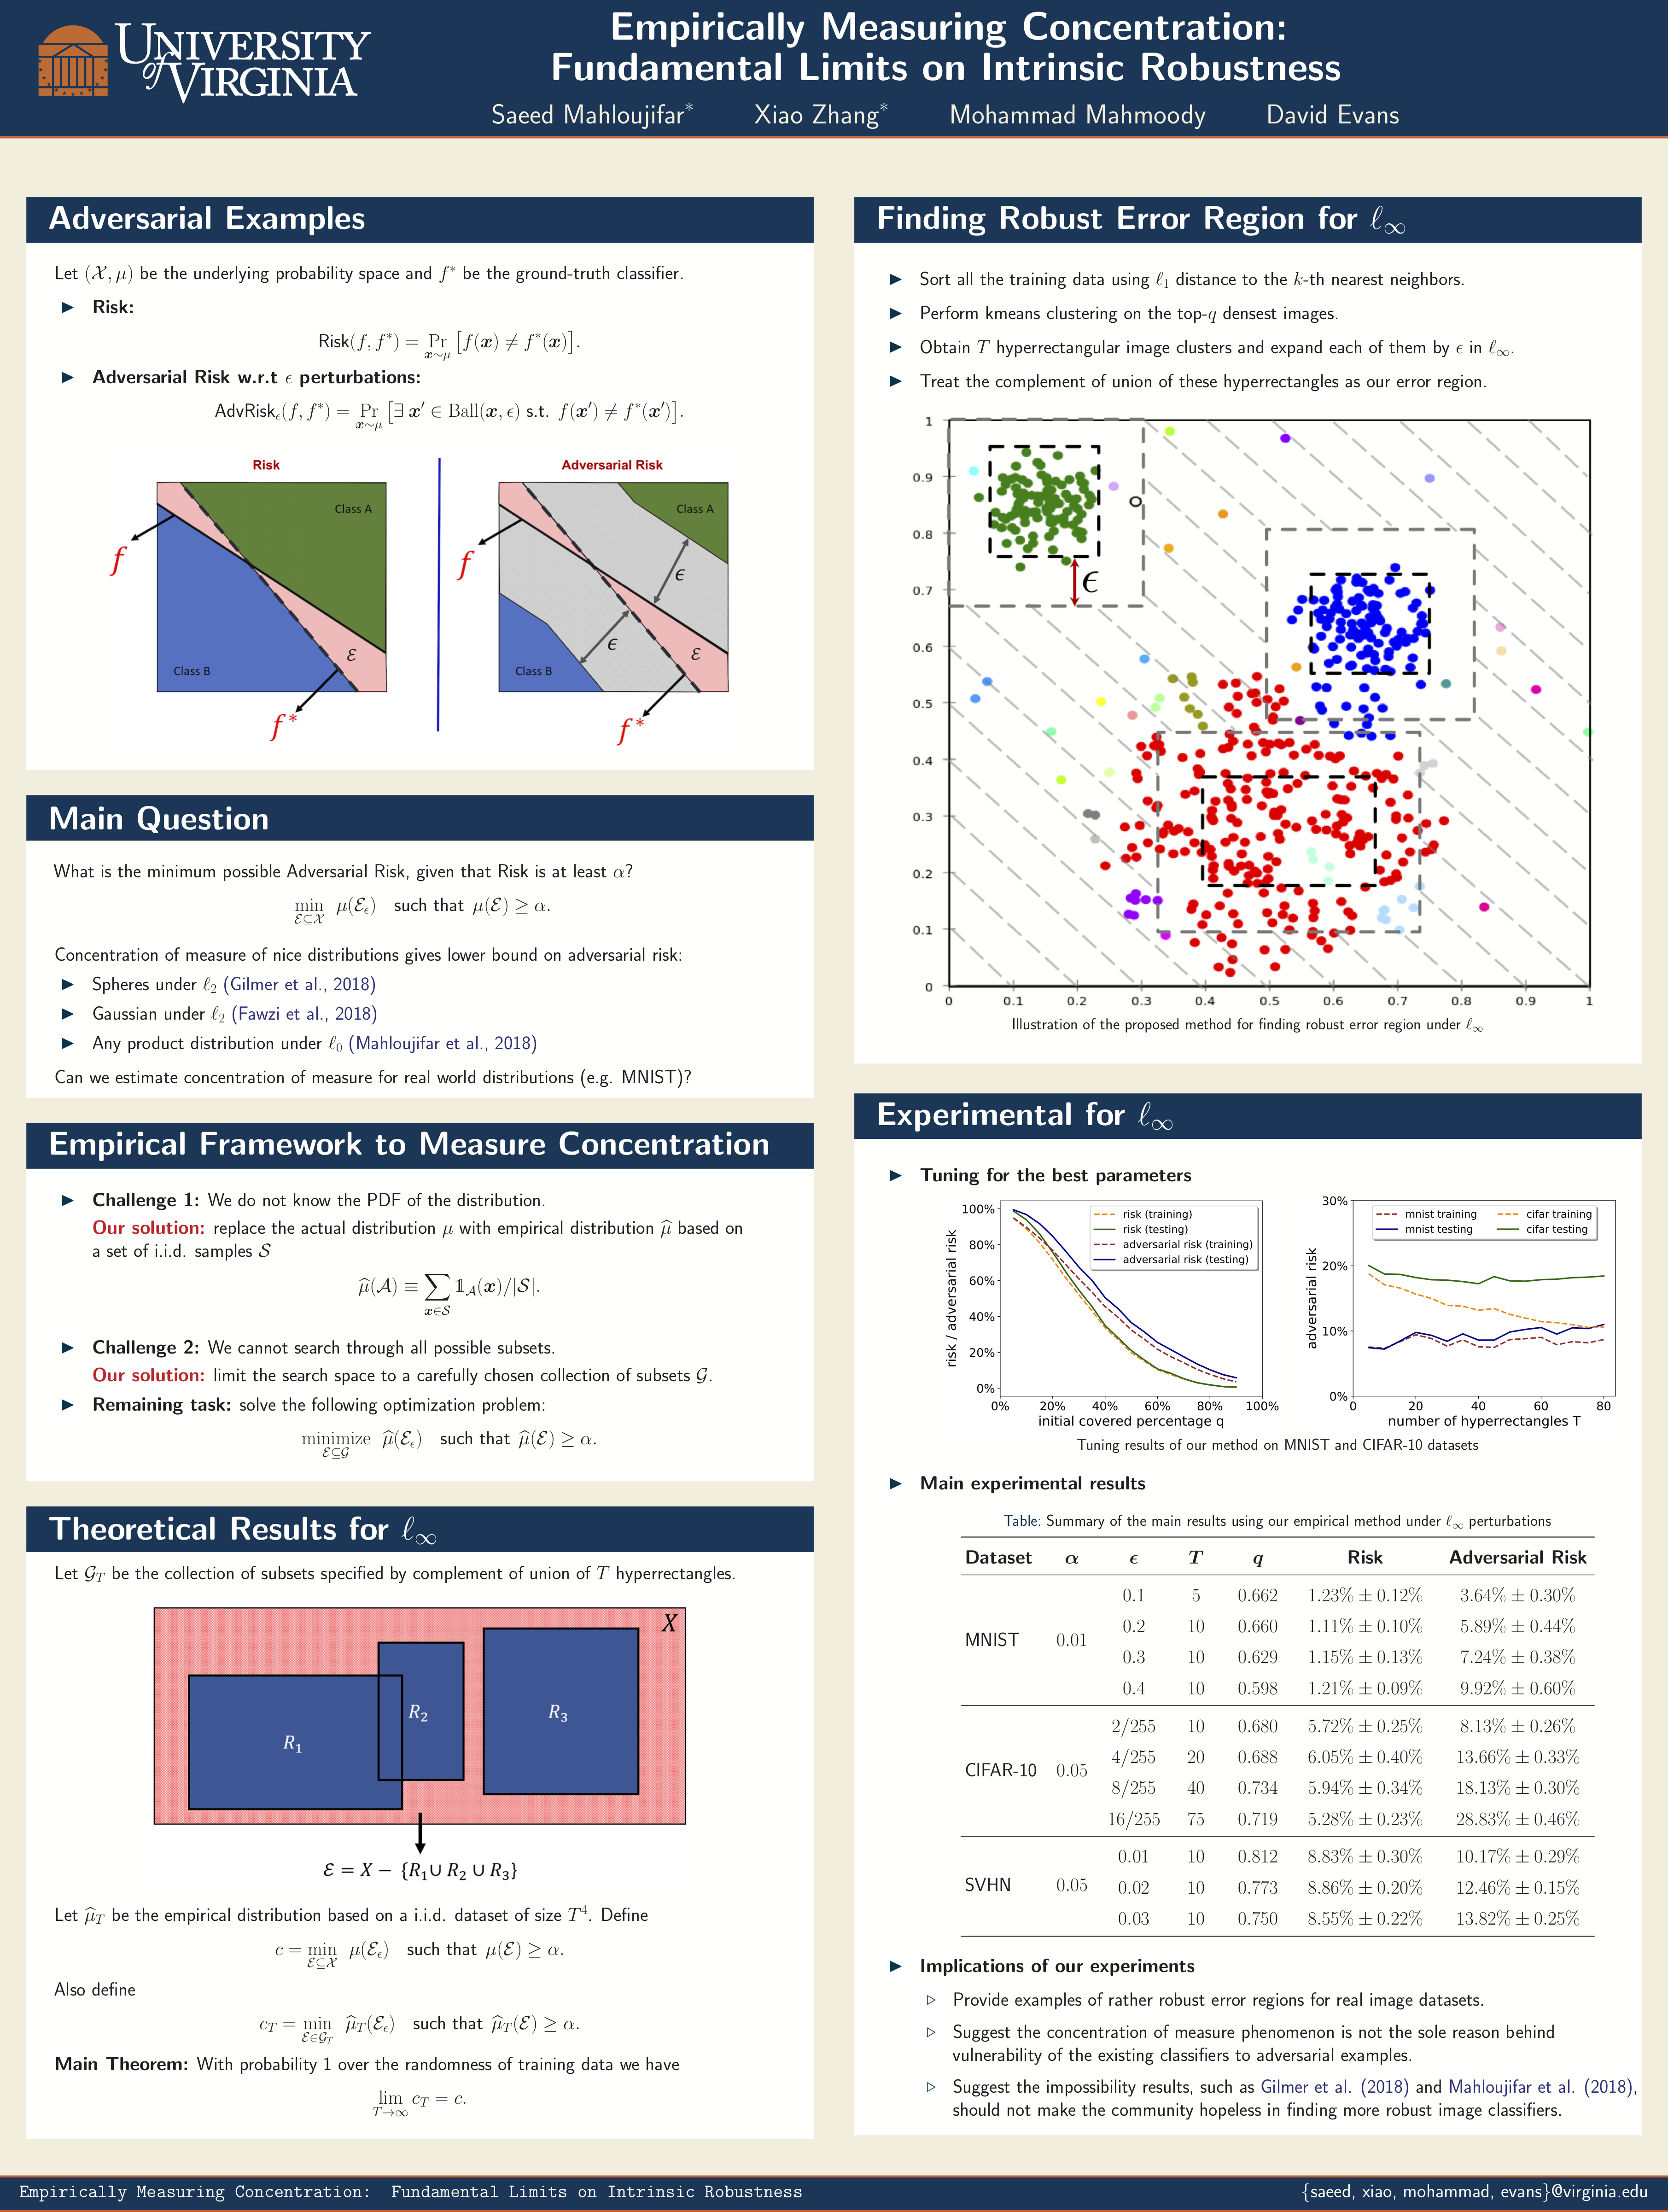 UNIVERSITY
of VIRGINIA
Empirically Measuring Concentration:
Fundamental Limits on Intrinsic Robustness
Saeed Mahloujifar* Xiao Zhang* Mohammad Mahmoody David Evans
Adversarial Examples
Let (𝒳, μ) be the underlying probability space and f* be the ground-truth classifier.
▶ Risk:
Risk(f, f*) = Pr_{x∼μ} [f(x) ≠ f*(x)].
▶ Adversarial Risk w.r.t ϵ perturbations:
AdvRisk_ϵ(f, f*) = Pr_{x∼μ} [∃ x′ ∈ Ball(x, ϵ) s.t. f(x′) ≠ f*(x′)].
Risk
Class A
f
ℰ
Class B
f*
Adversarial Risk
Class A
f
ϵ
ϵ
ℰ
Class B
f*
Main Question
What is the minimum possible Adversarial Risk, given that Risk is at least α?
min_{ℰ⊆𝒳} μ(ℰ_ϵ) such that μ(ℰ) ≥ α.
Concentration of measure of nice distributions gives lower bound on adversarial risk:
▶ Spheres under ℓ₂ (Gilmer et al., 2018)
▶ Gaussian under ℓ₂ (Fawzi et al., 2018)
▶ Any product distribution under ℓ₀ (Mahloujifar et al., 2018)
Can we estimate concentration of measure for real world distributions (e.g. MNIST)?
Empirical Framework to Measure Concentration
▶ Challenge 1: We do not know the PDF of the distribution.
Our solution: replace the actual distribution μ with empirical distribution μ̂ based on
a set of i.i.d. samples 𝒮
μ̂(𝒜) ≡ ∑_{x∈𝒮} 𝟙_𝒜(x)/|𝒮|.
▶ Challenge 2: We cannot search through all possible subsets.
Our solution: limit the search space to a carefully chosen collection of subsets 𝒢.
▶ Remaining task: solve the following optimization problem:
minimize_{ℰ⊆𝒢} μ̂(ℰ_ϵ) such that μ̂(ℰ) ≥ α.
Theoretical Results for ℓ∞
Let 𝒢_T be the collection of subsets specified by complement of union of T hyperrectangles.
X
R₁
R₂
R₃
ℰ = X − {R₁∪ R₂ ∪ R₃}
Let μ̂_T be the empirical distribution based on a i.i.d. dataset of size T⁴. Define
c = min_{ℰ⊆𝒳} μ(ℰ_ϵ) such that μ(ℰ) ≥ α.
Also define
c_T = min_{ℰ∈𝒢_T} μ̂_T(ℰ_ϵ) such that μ̂_T(ℰ) ≥ α.
Main Theorem: With probability 1 over the randomness of training data we have
lim_{T→∞} c_T = c.
Finding Robust Error Region for ℓ∞
▶ Sort all the training data using ℓ₁ distance to the k-th nearest neighbors.
▶ Perform kmeans clustering on the top-q densest images.
▶ Obtain T hyperrectangular image clusters and expand each of them by ϵ in ℓ∞.
▶ Treat the complement of union of these hyperrectangles as our error region.
1
0.9
0.8
0.7
0.6
0.5
0.4
0.3
0.2
0.1
0
ϵ
0 0.1 0.2 0.3 0.4 0.5 0.6 0.7 0.8 0.9 1
Illustration of the proposed method for finding robust error region under ℓ∞
Experimental for ℓ∞
▶ Tuning for the best parameters
risk / adversarial risk
100%
80%
60%
40%
20%
0%
risk (training)
risk (testing)
adversarial risk (training)
adversarial risk (testing)
0% 20% 40% 60% 80% 100%
initial covered percentage q
adversarial risk
30%
20%
10%
0%
mnist training cifar training
mnist testing cifar testing
0 20 40 60 80
number of hyperrectangles T
Tuning results of our method on MNIST and CIFAR-10 datasets
▶ Main experimental results
Table: Summary of the main results using our empirical method under ℓ∞ perturbations
Dataset α ϵ T q Risk Adversarial Risk
0.1 5 0.662 1.23% ± 0.12% 3.64% ± 0.30%
0.2 10 0.660 1.11% ± 0.10% 5.89% ± 0.44%
MNIST 0.01
0.3 10 0.629 1.15% ± 0.13% 7.24% ± 0.38%
0.4 10 0.598 1.21% ± 0.09% 9.92% ± 0.60%
2/255 10 0.680 5.72% ± 0.25% 8.13% ± 0.26%
4/255 20 0.688 6.05% ± 0.40% 13.66% ± 0.33%
CIFAR-10 0.05
8/255 40 0.734 5.94% ± 0.34% 18.13% ± 0.30%
16/255 75 0.719 5.28% ± 0.23% 28.83% ± 0.46%
0.01 10 0.812 8.83% ± 0.30% 10.17% ± 0.29%
SVHN 0.05 0.02 10 0.773 8.86% ± 0.20% 12.46% ± 0.15%
0.03 10 0.750 8.55% ± 0.22% 13.82% ± 0.25%
▶ Implications of our experiments
▷ Provide examples of rather robust error regions for real image datasets.
▷ Suggest the concentration of measure phenomenon is not the sole reason behind
vulnerability of the existing classifiers to adversarial examples.
▷ Suggest the impossibility results, such as Gilmer et al. (2018) and Mahloujifar et al. (2018),
should not make the community hopeless in finding more robust image classifiers.
Empirically Measuring Concentration: Fundamental Limits on Intrinsic Robustness
{saeed, xiao, mohammad, evans}@virginia.edu